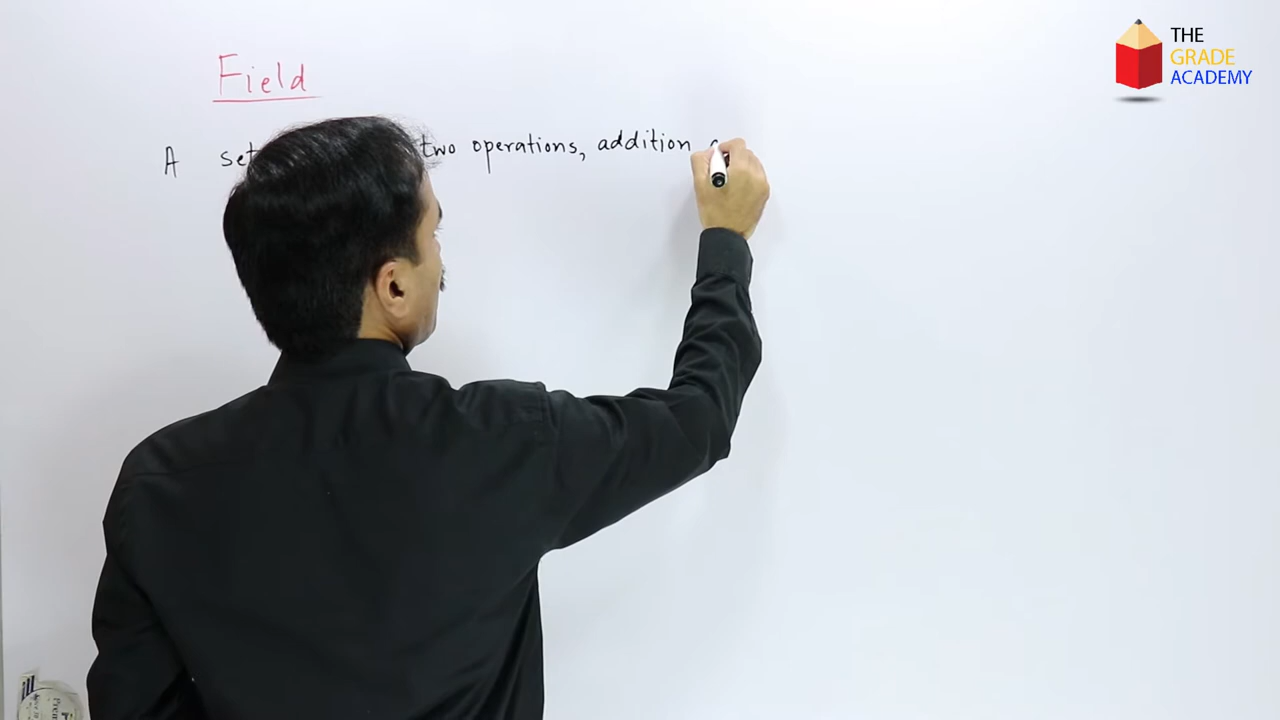 Field
A set two operations, addition
THE
GRADE
ACADEMY